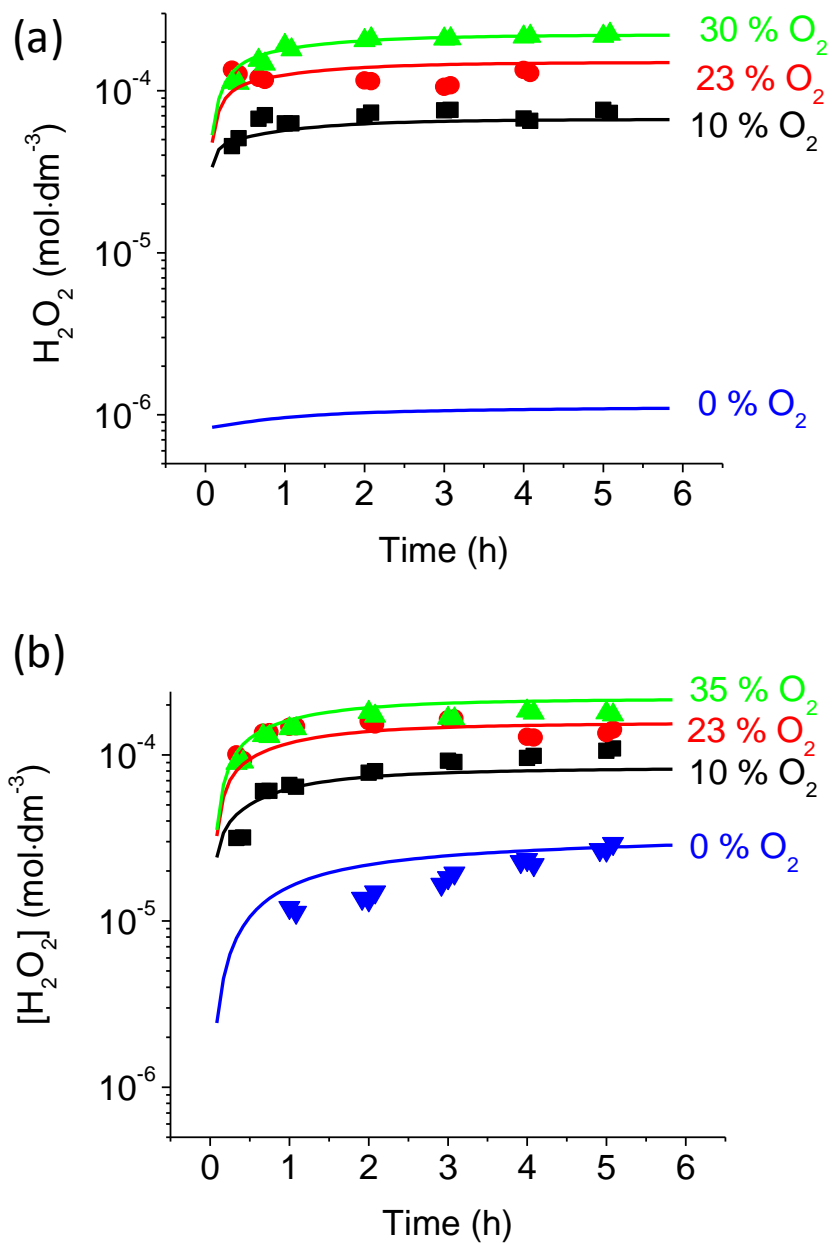 (a)
H₂O₂ (mol·dm⁻³)
10⁻⁴
10⁻⁵
10⁻⁶
30 % O₂
23 % O₂
10 % O₂
0 % O₂
0 1 2 3 4 5 6
Time (h)
(b)
[H₂O₂] (mol·dm⁻³)
10⁻⁴
10⁻⁵
10⁻⁶
35 % O₂
23 % O₂
10 % O₂
0 % O₂
0 1 2 3 4 5 6
Time (h)